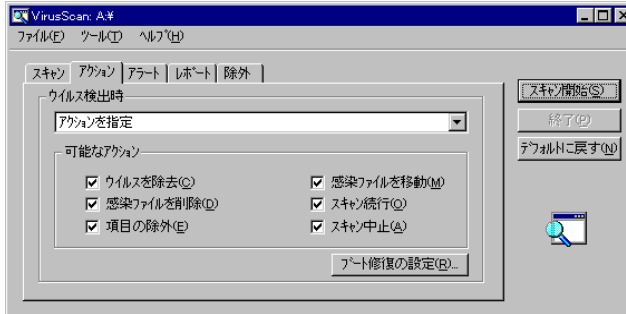 VirusScan: A:¥
ﾌｧｲﾙ(F) ﾂｰﾙ(T) ﾍﾙﾌﾟ(H)
ｽｷｬﾝ ｱｸｼｮﾝ ｱﾗｰﾄ ﾚﾎﾟｰﾄ 除外
ｳｲﾙｽ検出時
ｱｸｼｮﾝを指定
可能なｱｸｼｮﾝ
ｳｲﾙｽを除去(C)
感染ﾌｧｲﾙを移動(M)
感染ﾌｧｲﾙを削除(D)
ｽｷｬﾝ続行(O)
項目の除外(E)
ｽｷｬﾝ中止(A)
ﾌﾞｰﾄ修復の設定(R)...
ｽｷｬﾝ開始(S)
終了(P)
ﾃﾞﾌｫﾙﾄに戻す(N)